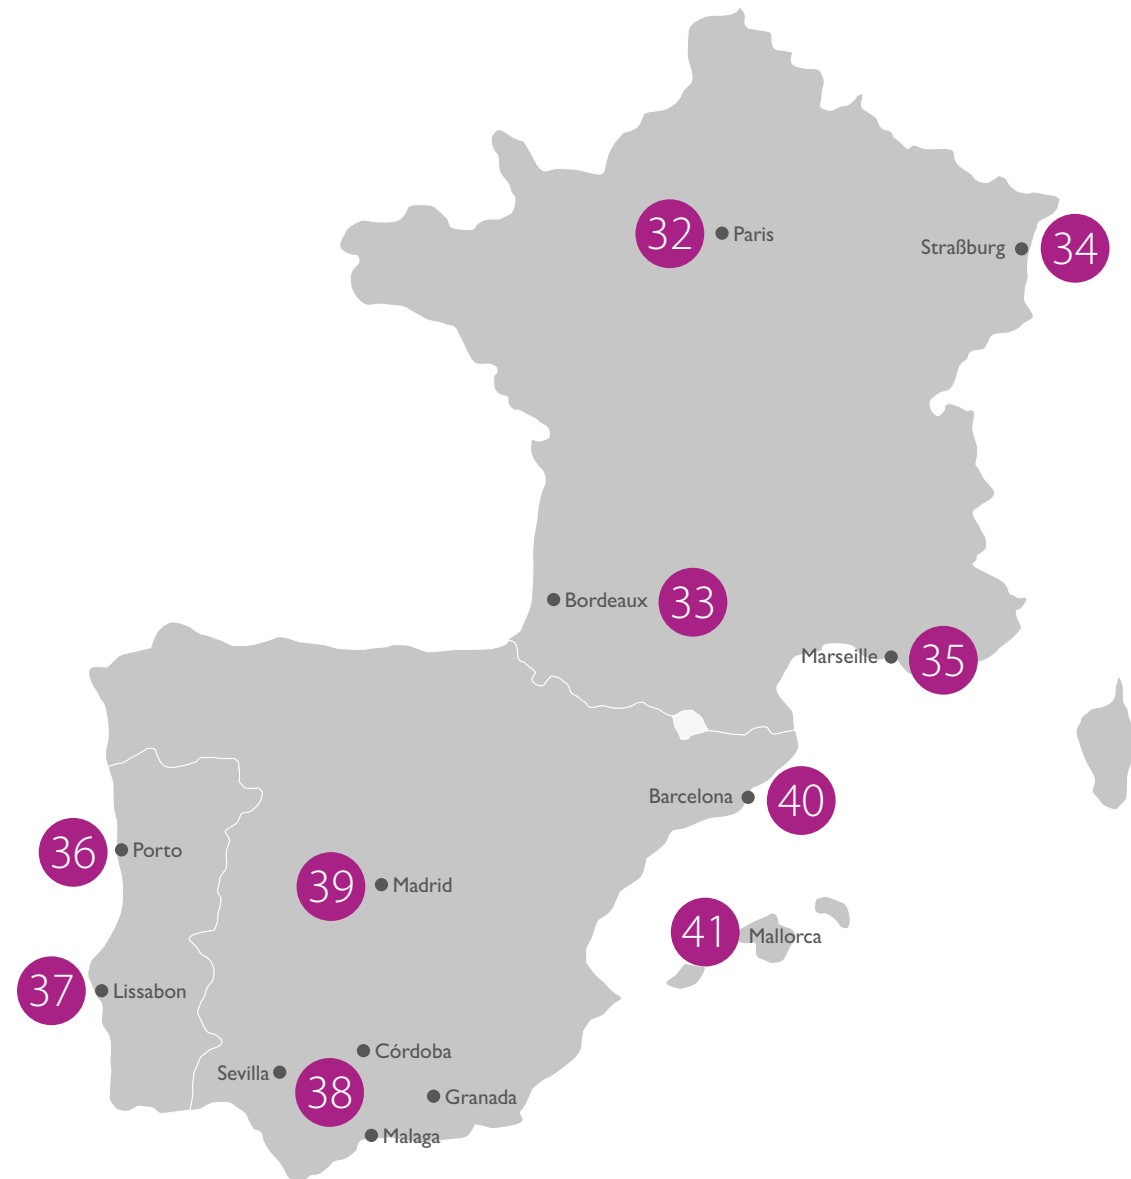 32
Paris
Straßburg
34
Bordeaux
33
Marseille
35
Barcelona
40
36
Porto
39
Madrid
41
Mallorca
37
Lissabon
Córdoba
Sevilla
38
Granada
Malaga